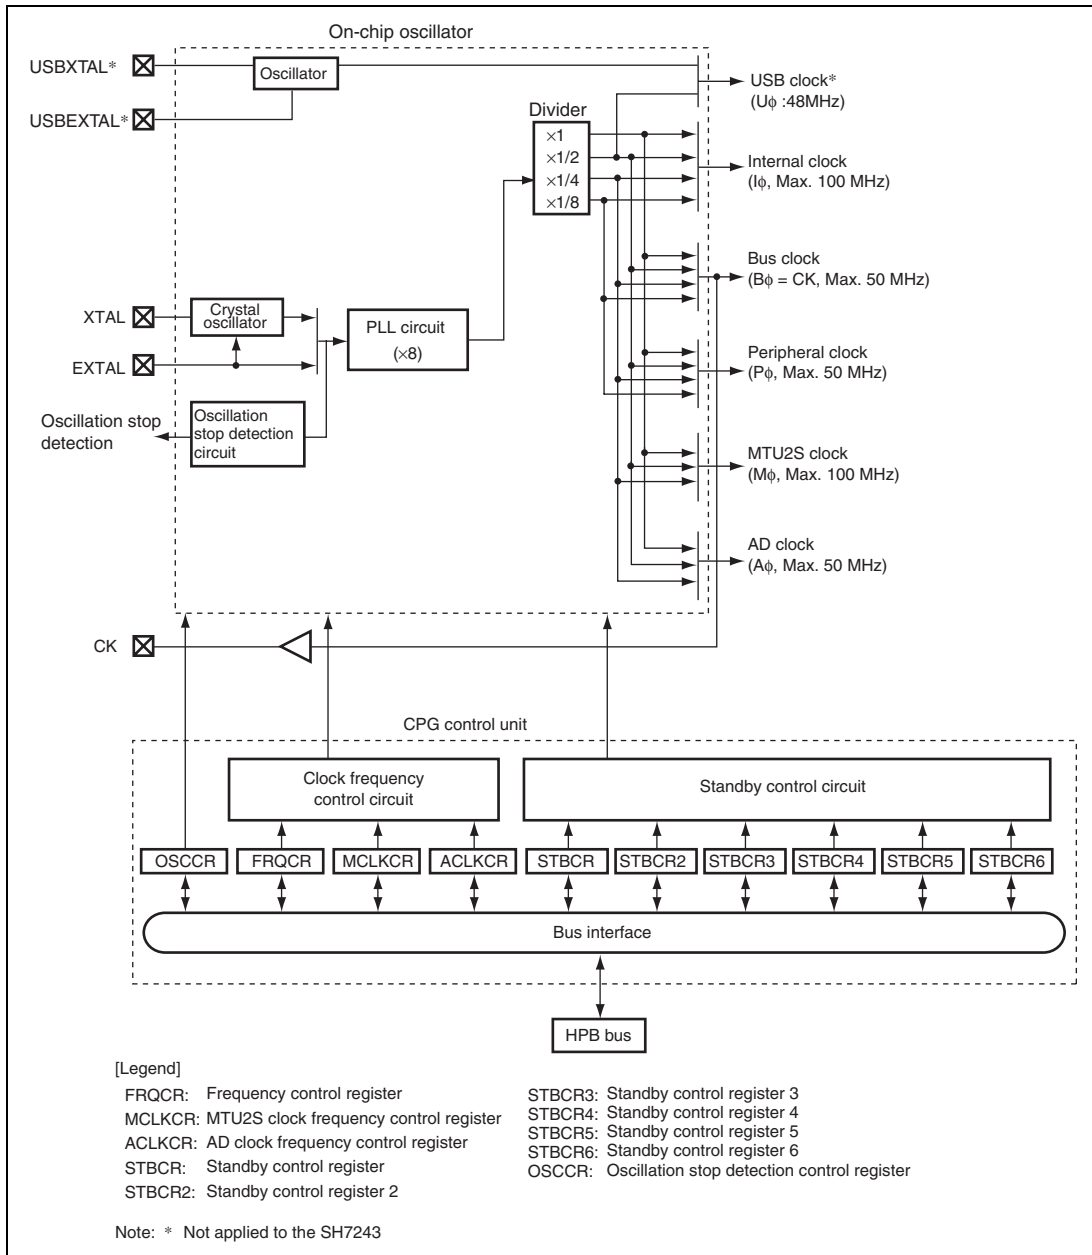 On-chip oscillator
USBXTAL*
Oscillator
USB clock*
(Uφ :48MHz)
USBEXTAL*
Divider
×1
×1/2
×1/4
×1/8
Internal clock
(Iφ, Max. 100 MHz)
Bus clock
(Bφ = CK, Max. 50 MHz)
XTAL
Crystal
oscillator
PLL circuit
(×8)
EXTAL
Peripheral clock
(Pφ, Max. 50 MHz)
Oscillation stop
detection
Oscillation
stop detection
circuit
MTU2S clock
(Mφ, Max. 100 MHz)
AD clock
(Aφ, Max. 50 MHz)
CK
CPG control unit
Clock frequency
control circuit
Standby control circuit
OSCCR FRQCR MCLKCR ACLKCR STBCR STBCR2 STBCR3 STBCR4 STBCR5 STBCR6
Bus interface
HPB bus
[Legend]
FRQCR: Frequency control register
MCLKCR: MTU2S clock frequency control register
ACLKCR: AD clock frequency control register
STBCR: Standby control register
STBCR2: Standby control register 2
STBCR3: Standby control register 3
STBCR4: Standby control register 4
STBCR5: Standby control register 5
STBCR6: Standby control register 6
OSCCR: Oscillation stop detection control register
Note: * Not applied to the SH7243